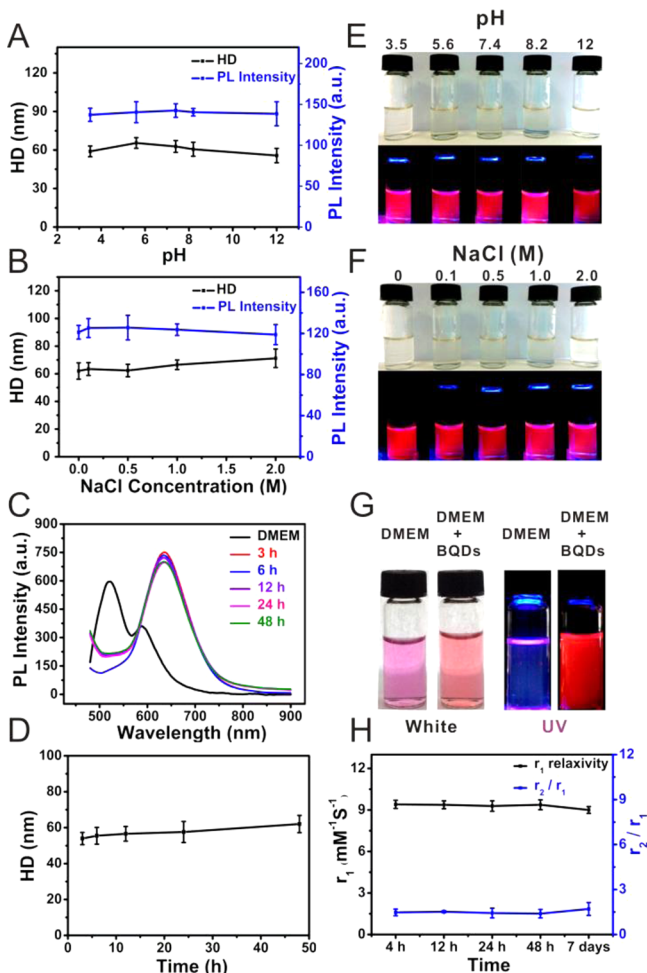 A
HD
PL Intensity
HD (nm)
120
90
60
30
0
PL Intensity (a.u.)
200
150
100
50
0
2 4 6 8 10 12
pH
E
pH
3.5 5.6 7.4 8.2 12
B
HD
PL Intensity
HD (nm)
120
100
80
60
40
20
0
PL Intensity (a.u.)
160
120
80
40
0
0.0 0.5 1.0 1.5 2.0
NaCl Concentration (M)
F
NaCl (M)
0 0.1 0.5 1.0 2.0
C
DMEM
3 h
6 h
12 h
24 h
48 h
PL Intensity (a.u.)
900
750
600
450
300
150
0
500 600 700 800 900
Wavelength (nm)
G
DMEM
DMEM
+
BQDs
DMEM
DMEM
+
BQDs
White
UV
D
HD (nm)
100
80
60
40
20
0
0 10 20 30 40 50
Time (h)
H
r1 relaxivity
r2 / r1
r1 (mM-1S-1)
12
9
6
3
0
r2 / r1
12
9
6
3
0
4 h 12 h 24 h 48 h 7 days
Time